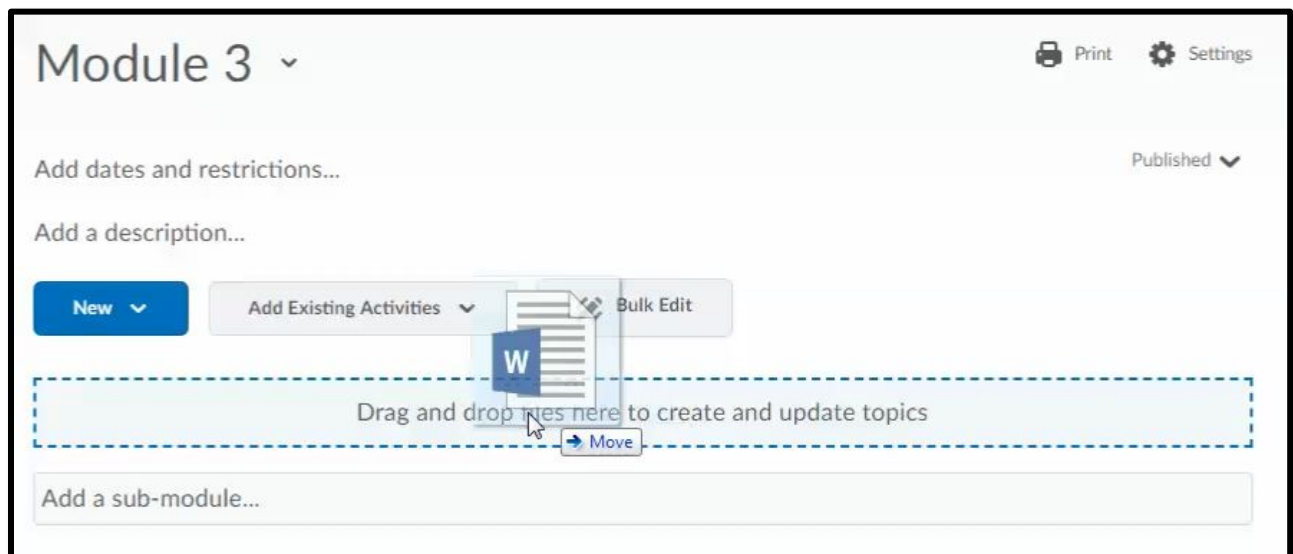 Module 3
Print Settings
Add dates and restrictions...
Published
Add a description...
New Add Existing Activities Bulk Edit
W
Drag and drop files here to create and update topics
Move
Add a sub-module...